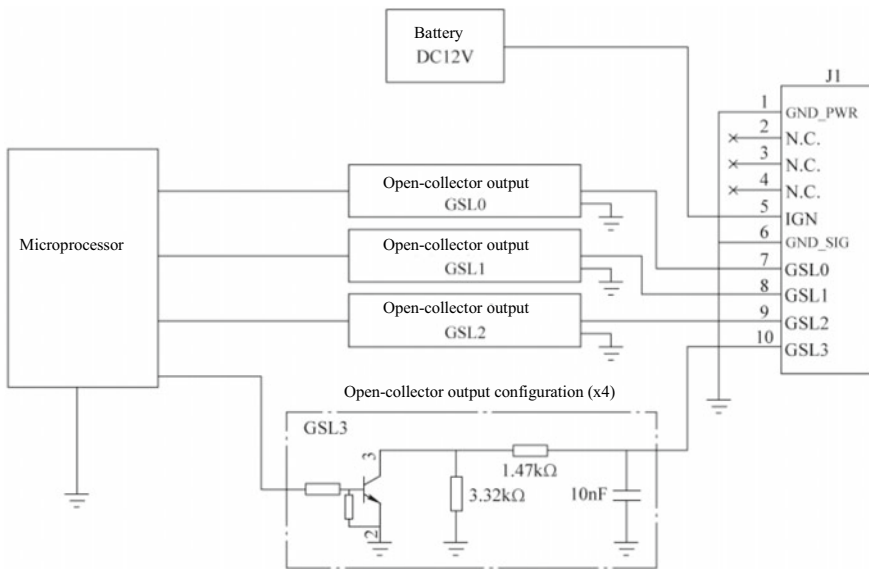 Battery
DC12V
J1
1
GND_PWR
2
N.C.
3
N.C.
4
N.C.
5
IGN
6
GND_SIG
7
GSL0
8
GSL1
9
GSL2
10
GSL3
Microprocessor
Open-collector output
GSL0
Open-collector output
GSL1
Open-collector output
GSL2
Open-collector output configuration (x4)
GSL3
3
2
1.47kΩ
3.32kΩ
10nF